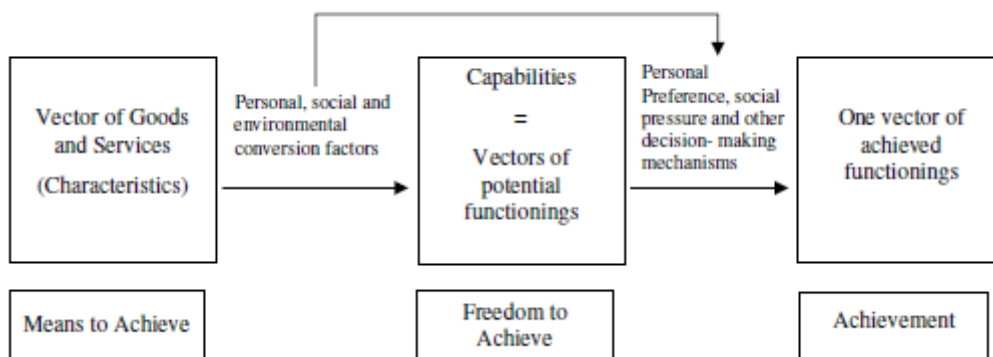 Vector of Goods
and Services
(Characteristics)
Personal, social and
environmental
conversion factors
Capabilities
=
Vectors of
potential
functionings
Personal
Preference, social
pressure and other
decision- making
mechanisms
One vector of
achieved
functionings
Means to Achieve
Freedom to
Achieve
Achievement